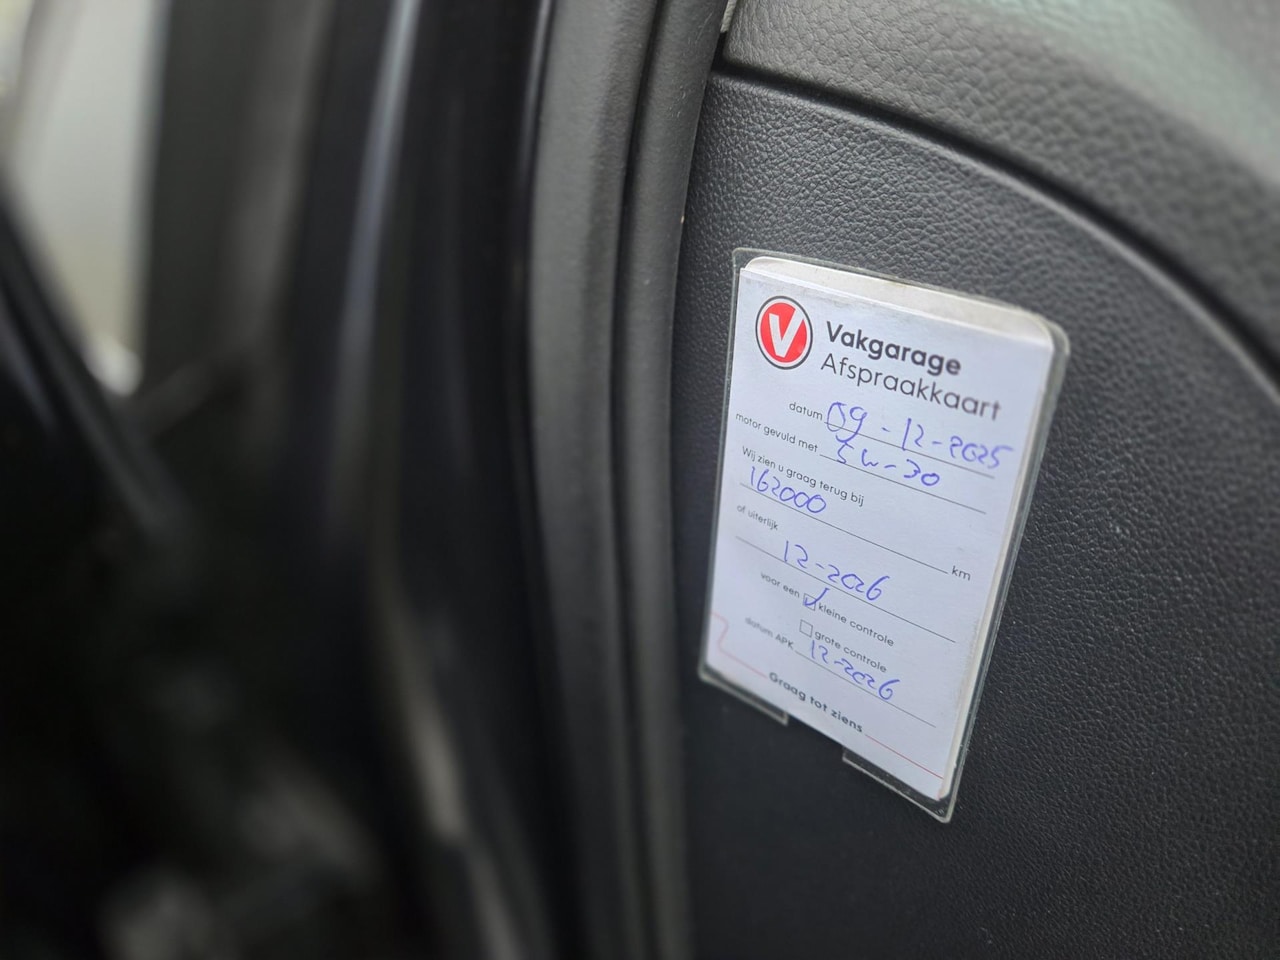 V
Vakgarage
Afspraakkaart
datum 09-12-2025
motor gevuld met 5w-30
Wij zien u graag terug bij
162000 km
of uiterlijk
12-2026
voor een ☑ kleine controle
☐ grote controle
datum APK 12-2026
Graag tot ziens